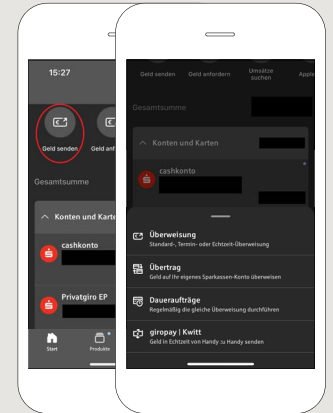 15:27
Geld senden
Geld anf
Gesamtsumme
Konten und Karte
cashkonto
Privatgiro EP
Start
Produkte
Geld senden
Geld anfordern
Umsätze
suchen
Apple
Gesamtsumme
Konten und Karten
cashkonto
Überweisung
Standard-, Termin- oder Echtzeit-Überweisung
Übertrag
Geld auf Ihr eigenes Sparkassen-Konto überweisen
Daueraufträge
Regelmäßig die gleiche Überweisung durchführen
giropay | Kwitt
Geld in Echtzeit von Handy zu Handy senden